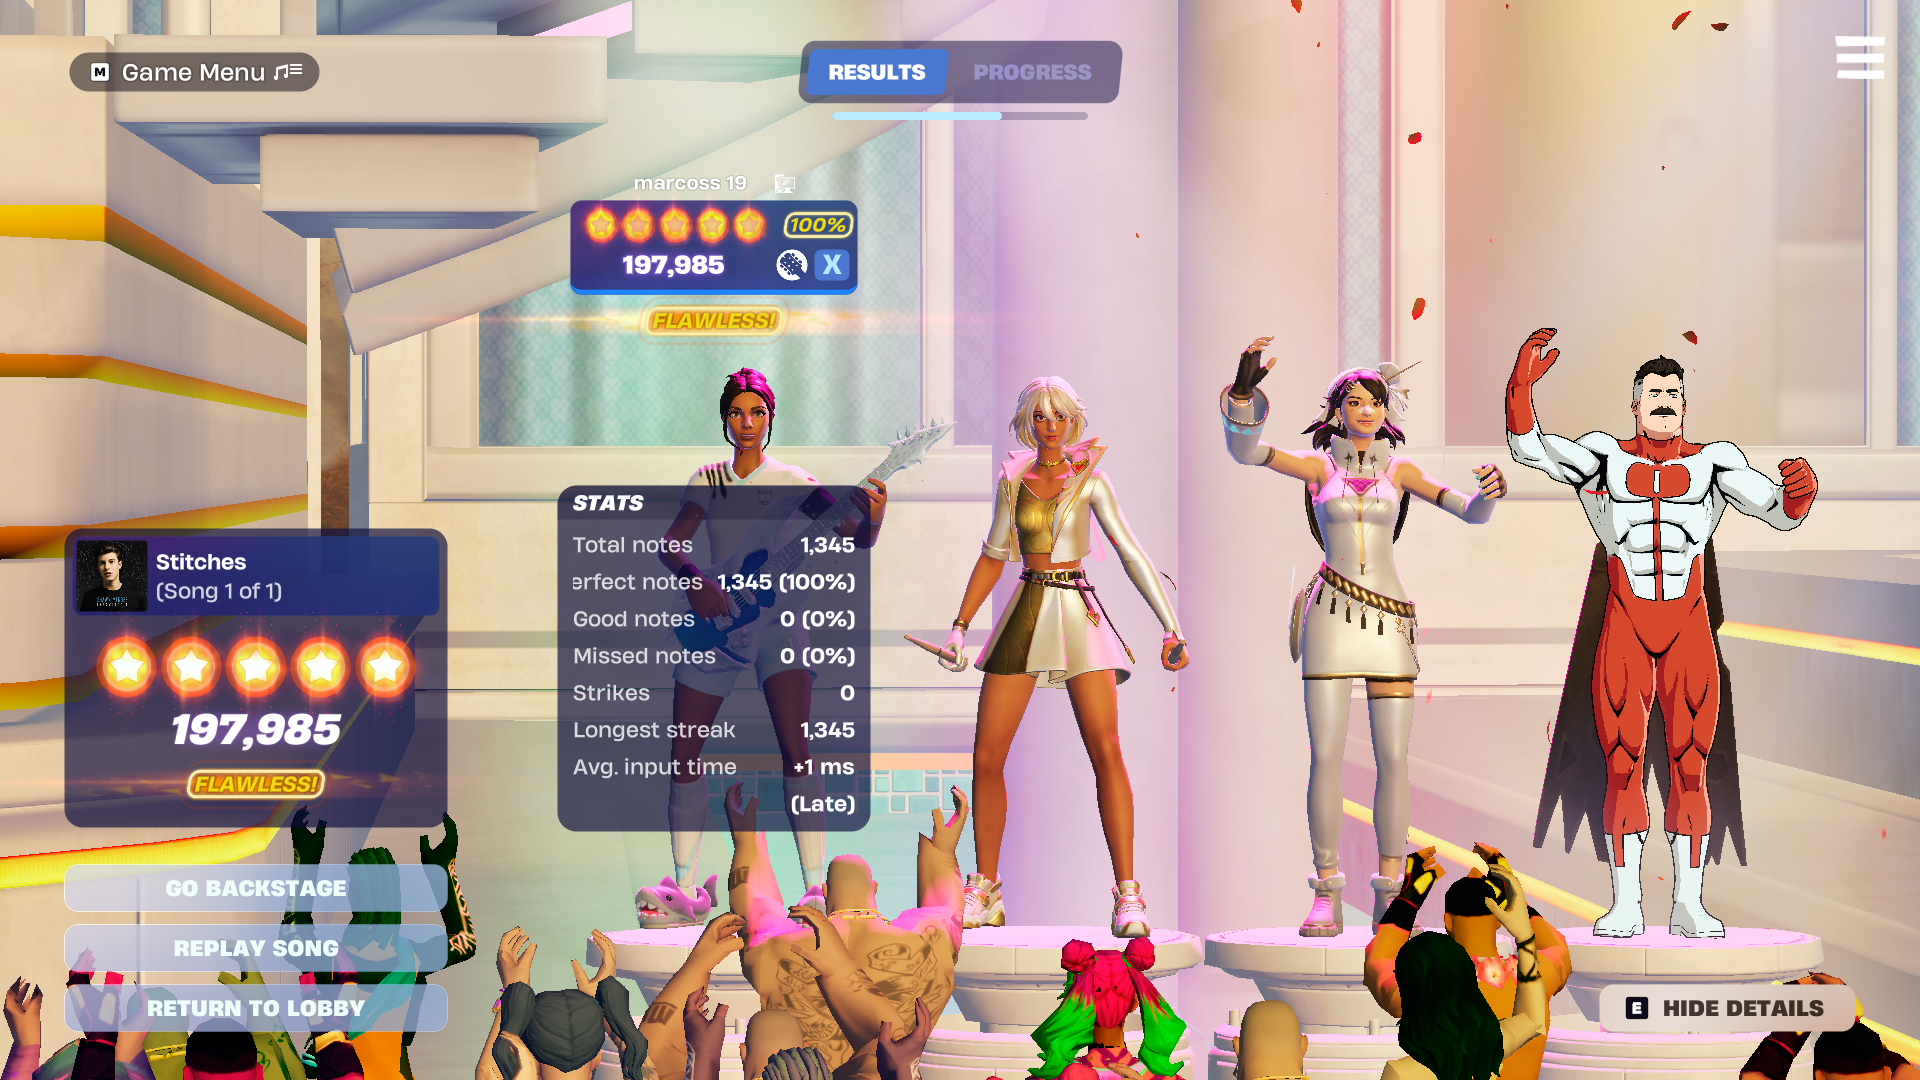 M Game Menu
RESULTS PROGRESS
marcoss 19
100%
197,985
X
FLAWLESS!
STATS
Total notes 1,345
erfect notes 1,345 (100%)
Good notes 0 (0%)
Missed notes 0 (0%)
Strikes 0
Longest streak 1,345
Avg. input time +1 ms
(Late)
Stitches
(Song 1 of 1)
197,985
FLAWLESS!
GO BACKSTAGE
REPLAY SONG
RETURN TO LOBBY
E HIDE DETAILS